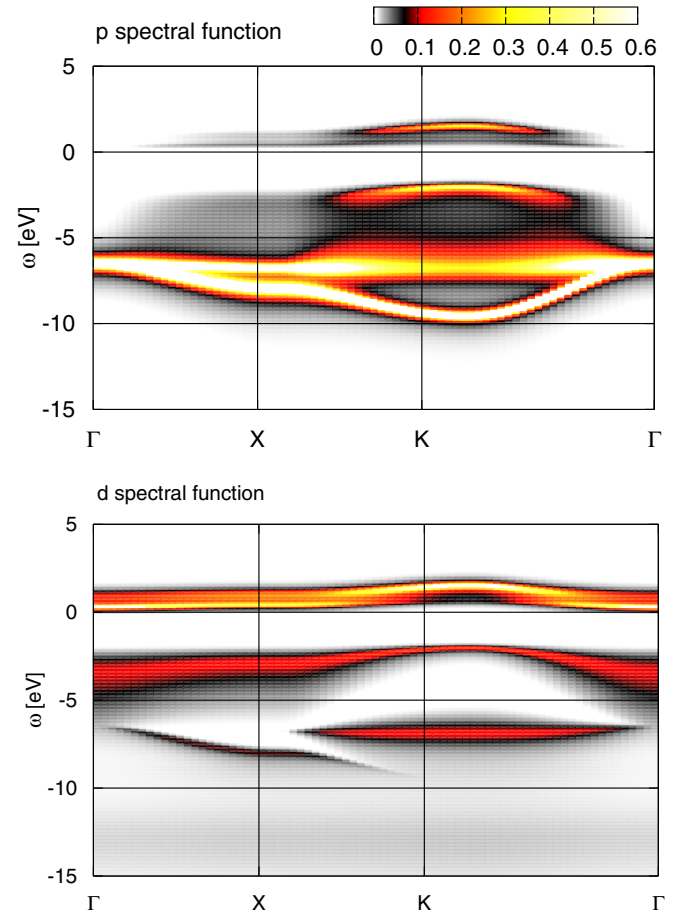 p spectral function
0 0.1 0.2 0.3 0.4 0.5 0.6
5
0
-5
-10
-15
ω [eV]
Γ X K Γ
d spectral function
5
0
-5
-10
-15
ω [eV]
Γ X K Γ